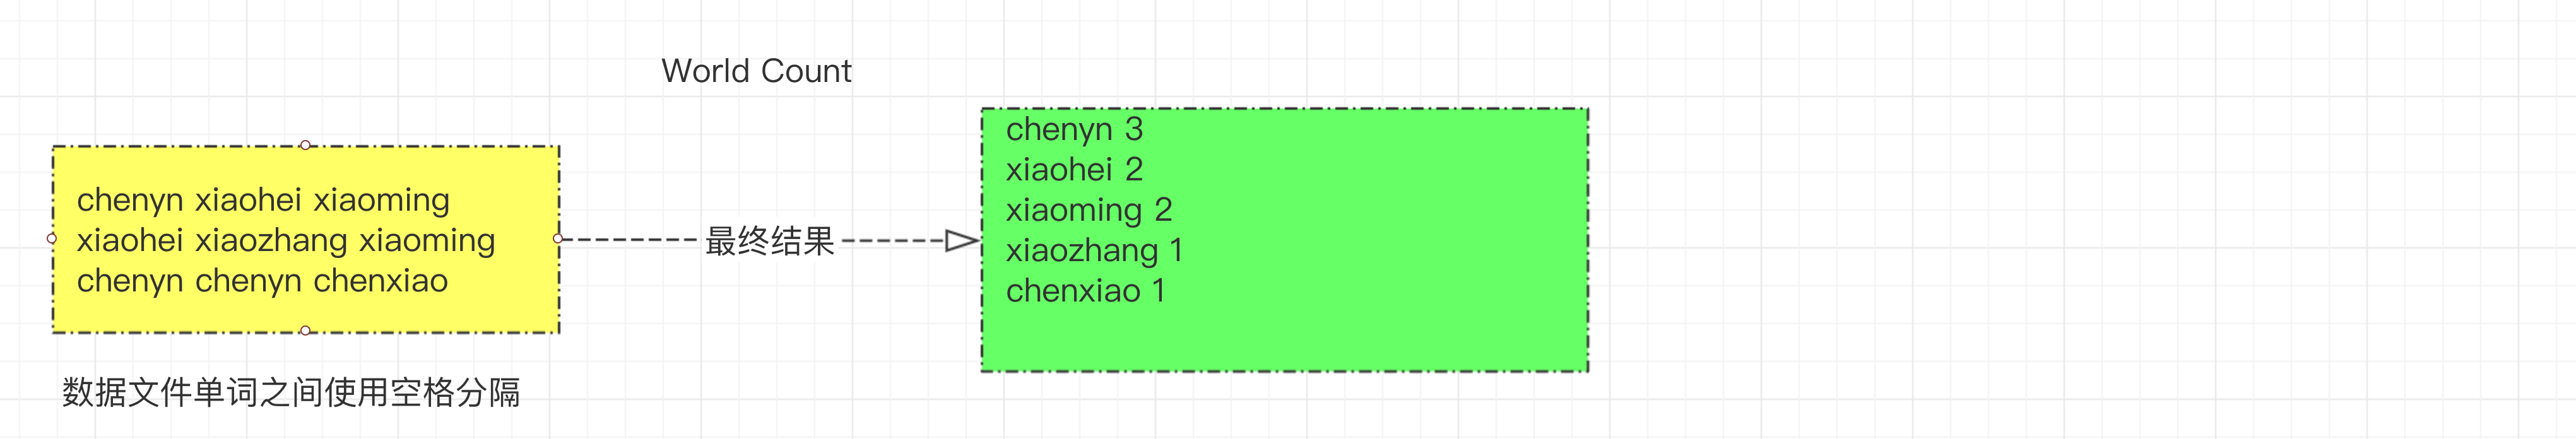 World Count
chenyn xiaohei xiaoming
xiaohei xiaozhang xiaoming
chenyn chenyn chenxiao
数据文件单词之间使用空格分隔
最终结果
chenyn 3
xiaohei 2
xiaoming 2
xiaozhang 1
chenxiao 1